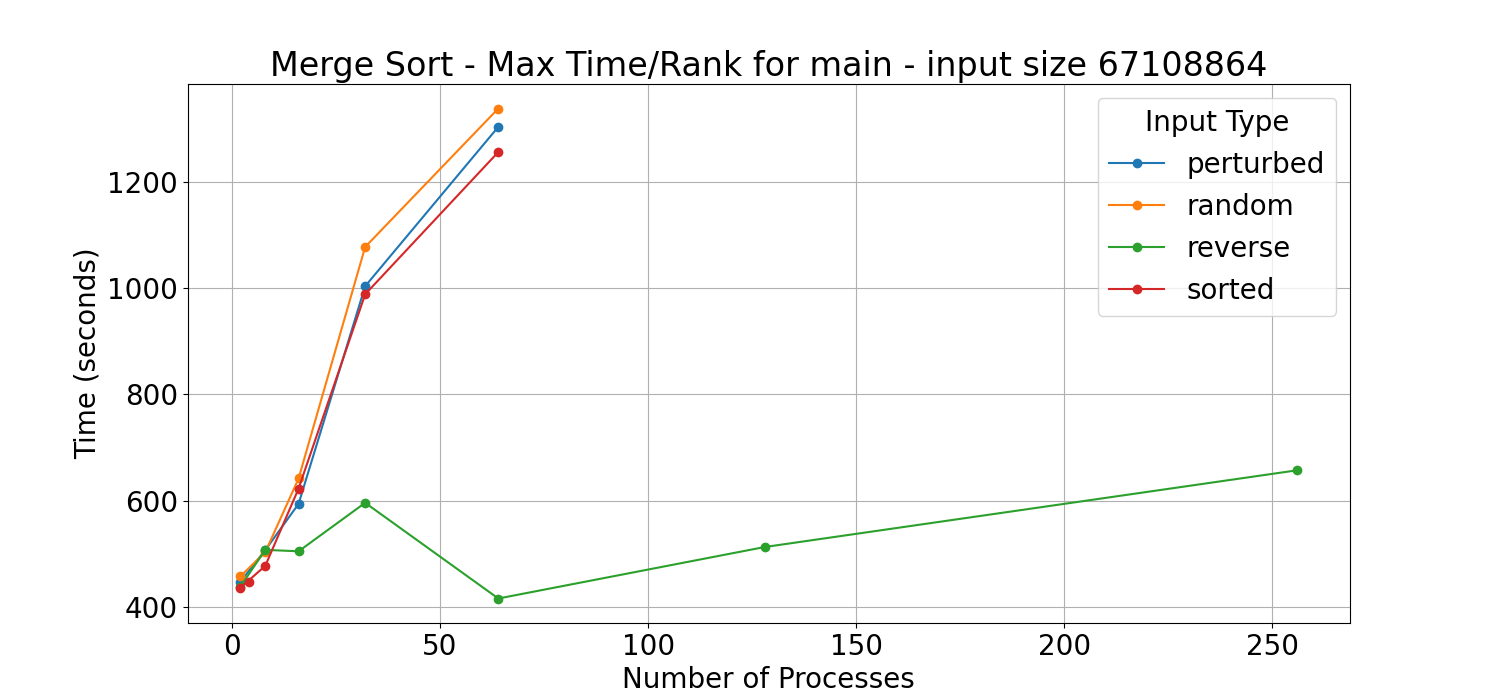 Merge Sort - Max Time/Rank for main - input size 67108864
Input Type
perturbed
random
reverse
sorted
Time (seconds)
1200
1000
800
600
400
0 50 100 150 200 250
Number of Processes